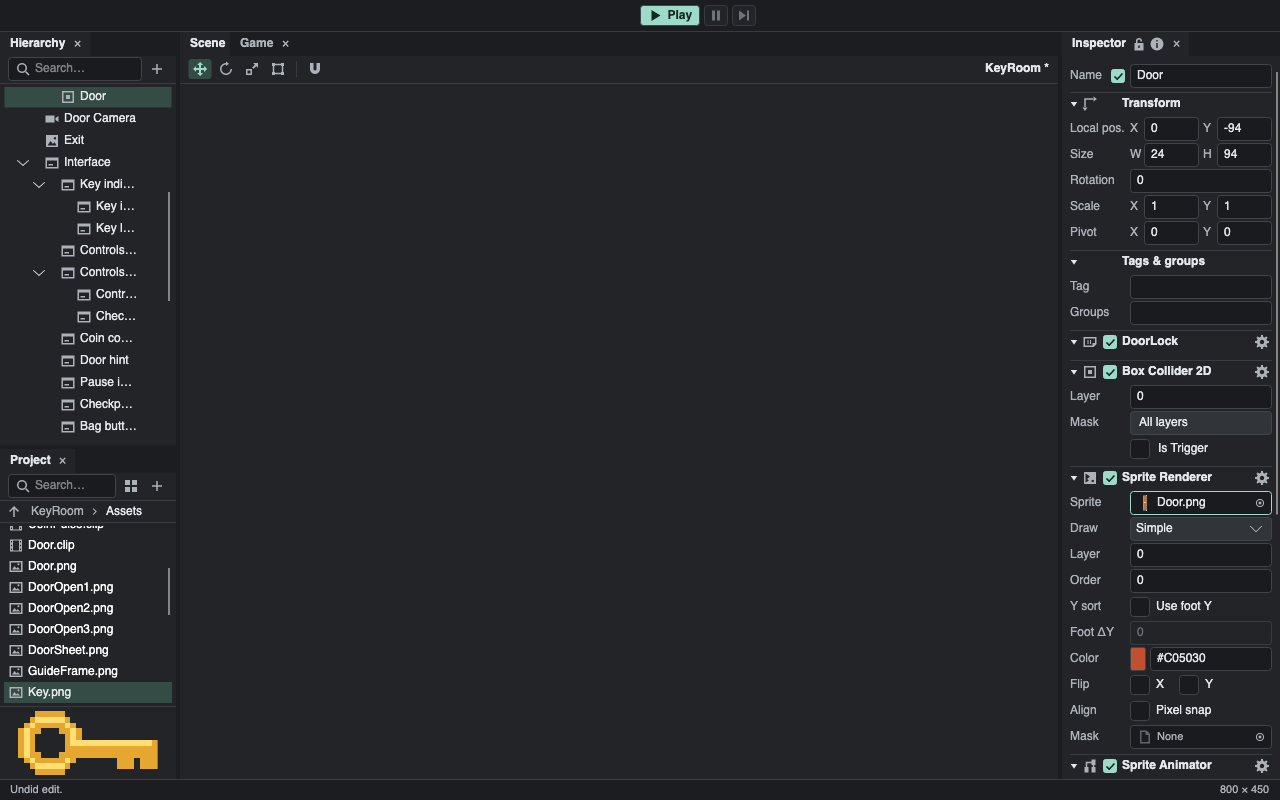 Play
Hierarchy
Search...
Door
Door Camera
Exit
Interface
Key indi...
Key i...
Key l...
Controls...
Controls...
Contr...
Chec...
Coin co...
Door hint
Pause i...
Checkp...
Bag butt...
Project
Search...
KeyRoom > Assets
CoinPulse.clip
Door.clip
Door.png
DoorOpen1.png
DoorOpen2.png
DoorOpen3.png
DoorSheet.png
GuideFrame.png
Key.png
Undid edit.
Scene Game
KeyRoom *
Inspector
Name Door
Transform
Local pos. X 0 Y -94
Size W 24 H 94
Rotation 0
Scale X 1 Y 1
Pivot X 0 Y 0
Tags & groups
Tag
Groups
DoorLock
Box Collider 2D
Layer 0
Mask All layers
Is Trigger
Sprite Renderer
Sprite Door.png
Draw Simple
Layer 0
Order 0
Y sort Use foot Y
Foot ΔY 0
Color #C05030
Flip X Y
Align Pixel snap
Mask None
Sprite Animator
800 × 450